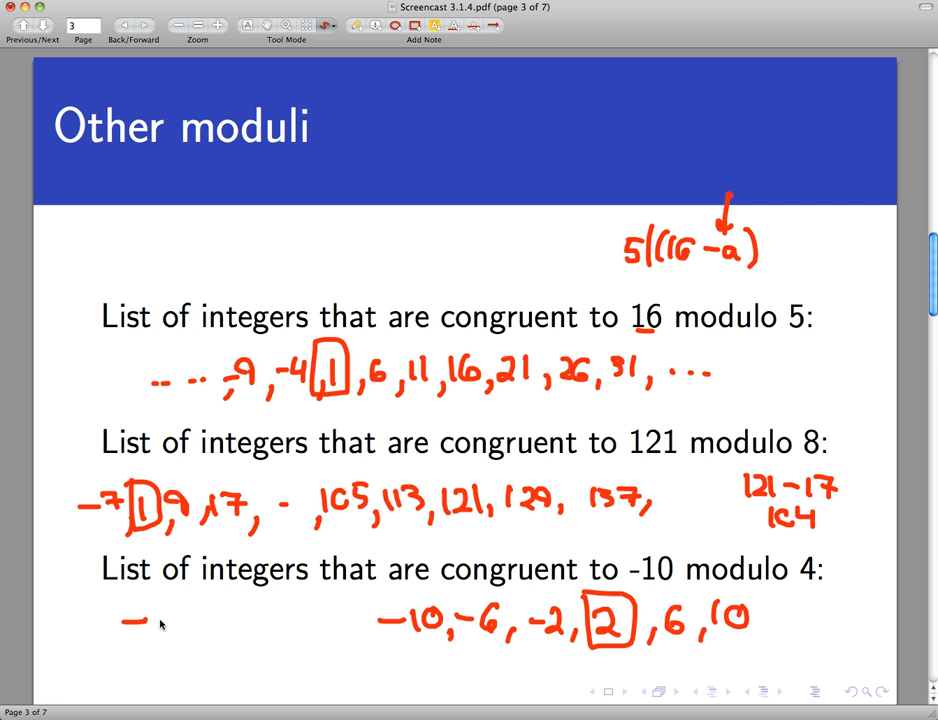 Screencast 3.1.4.pdf (page 3 of 7)
3
Previous/Next Page Back/Forward Zoom Tool Mode Add Note
Other moduli
5|(16 - a)
List of integers that are congruent to 16 modulo 5:
.. .. , -9, -4, 1, 6, 11, 16, 21, 26, 31, ...
List of integers that are congruent to 121 modulo 8:
-7 1, 9, 17, - , 105, 113, 121, 129, 137,
121 - 17
104
List of integers that are congruent to -10 modulo 4:
- -10, -6, -2, 2, 6, 10
Page 3 of 7